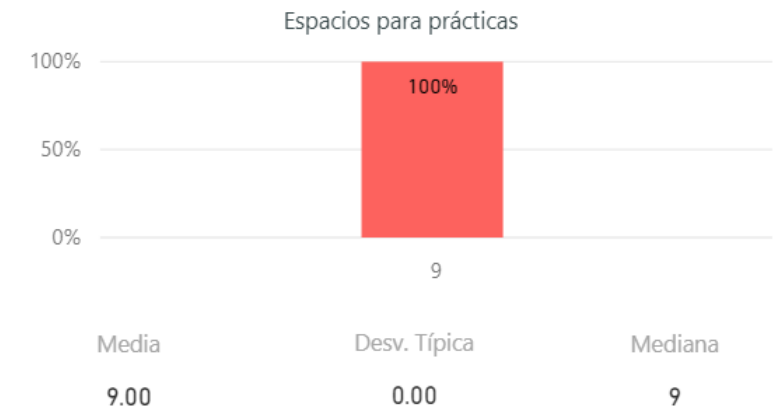 Espacios para prácticas
100%
100%
50%
0%
9
Media Desv. Típica Mediana
9.00 0.00 9